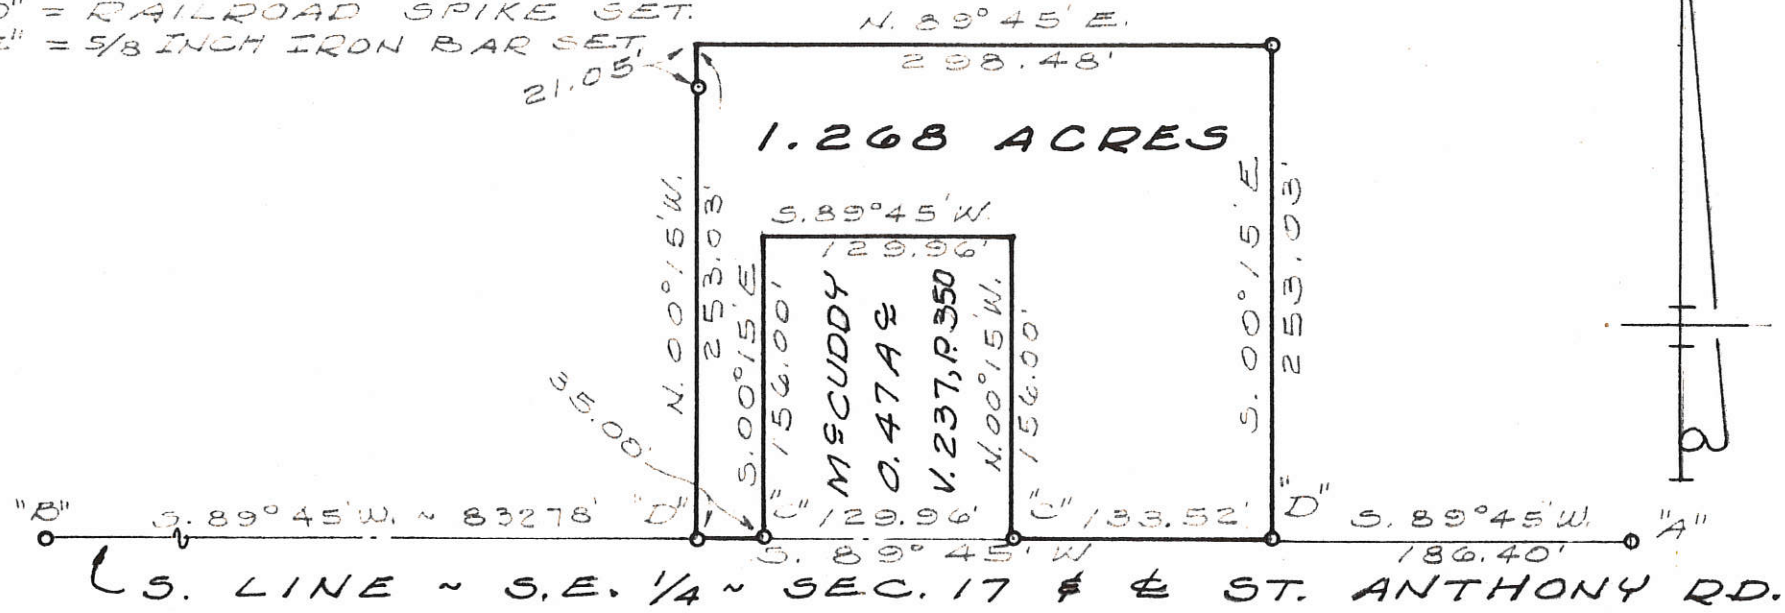 D" = RAILROAD SPIKE SET.
E" = 5/8 INCH IRON BAR SET.
N. 89°45' E.
298.48'
21.05'
1.268 ACRES
N. 00°15' W.
253.03'
S. 00°15' E
253.03'
S. 89°45' W.
129.96'
S. 00°15' E
156.00'
McCUDDY
0.47 Ac
V. 237, P. 350
N. 00°15' W.
156.00'
35.00'
"B"
S. 89°45' W. ~ 832.78'
"D"
"C"
129.96'
"C"
133.52'
"D"
S. 89°45' W.
186.40'
"A"
S. 89°45' W
S. LINE ~ S.E. 1/4 ~ SEC. 17 & ℄ ST. ANTHONY RD.